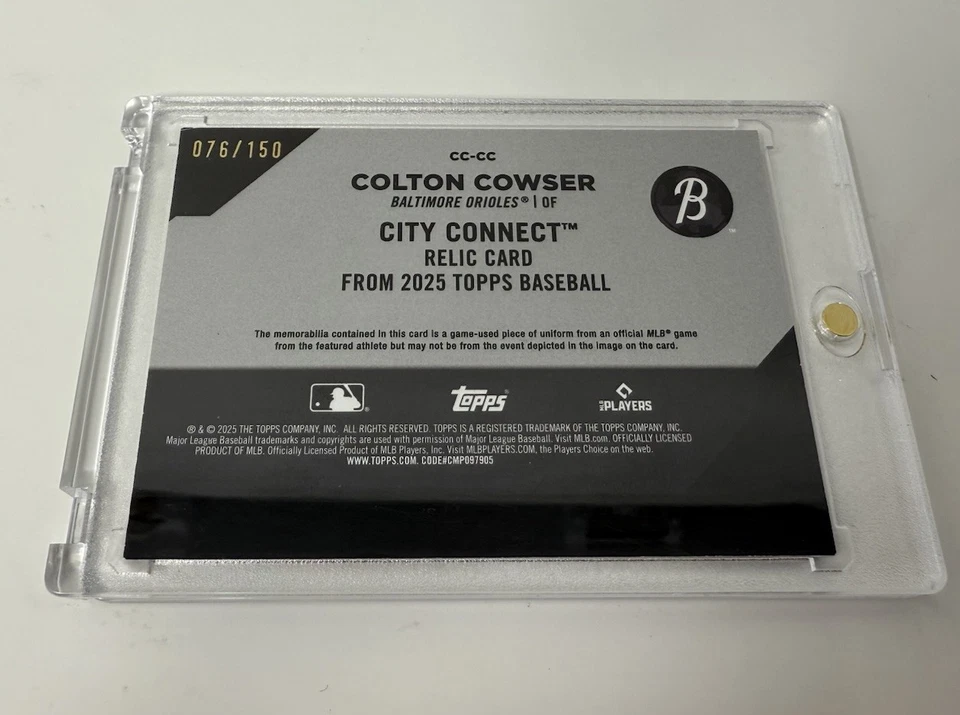 076/150
CC-CC
COLTON COWSER
BALTIMORE ORIOLES® | OF
B
CITY CONNECT™
RELIC CARD
FROM 2025 TOPPS BASEBALL
The memorabilia contained in this card is a game-used piece of uniform from an official MLB® game
from the featured athlete but may not be from the event depicted in the image on the card.
topps
MLB PLAYERS
® & © 2025 THE TOPPS COMPANY, INC. ALL RIGHTS RESERVED. TOPPS IS A REGISTERED TRADEMARK OF THE TOPPS COMPANY, INC.
Major League Baseball trademarks and copyrights are used with permission of Major League Baseball. Visit MLB.com. OFFICIALLY LICENSED
PRODUCT OF MLB. Officially Licensed Product of MLB Players, Inc. Visit MLBPLAYERS.COM, the Players Choice on the web.
WWW.TOPPS.COM. CODE#CMP097905